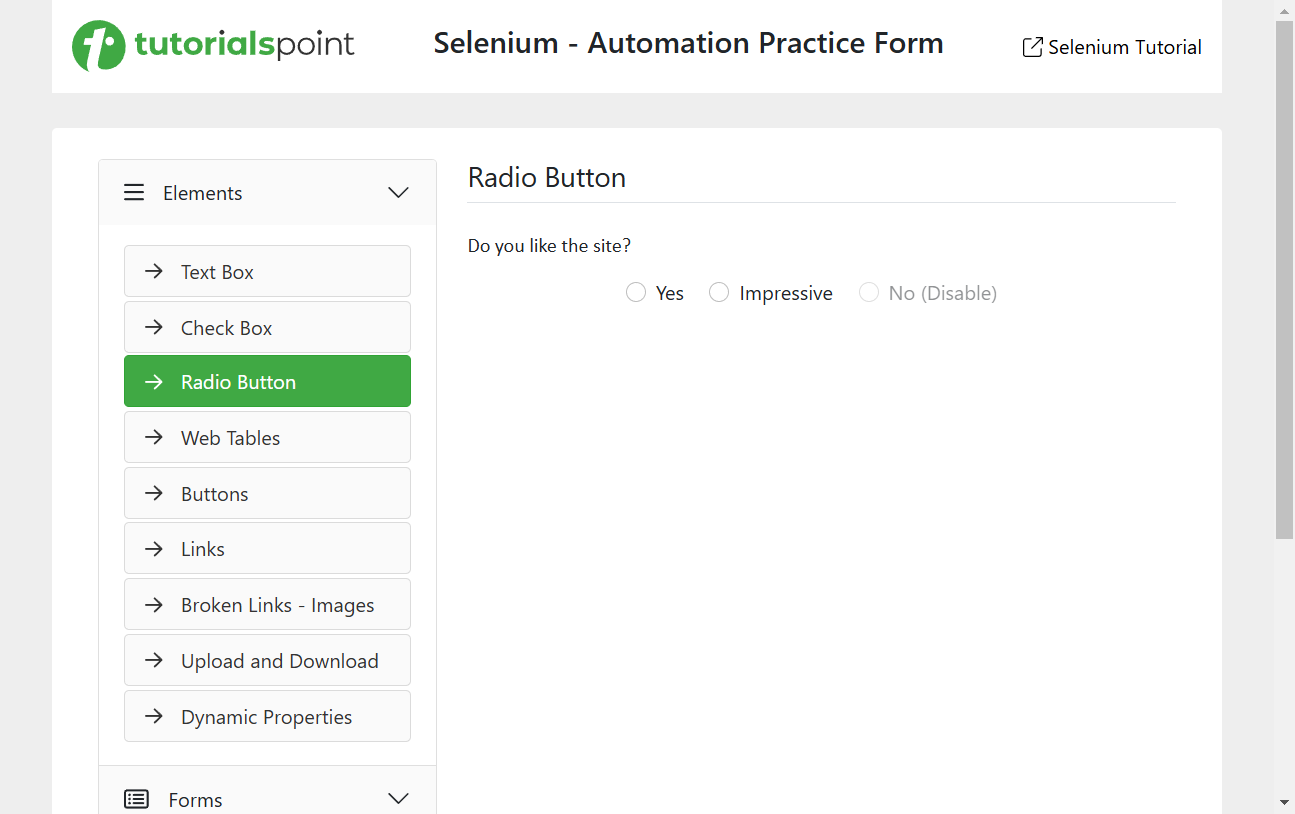 tutorialspoint
Selenium - Automation Practice Form
Selenium Tutorial
Elements
Text Box
Check Box
Radio Button
Web Tables
Buttons
Links
Broken Links - Images
Upload and Download
Dynamic Properties
Forms
Radio Button
Do you like the site?
Yes
Impressive
No (Disable)